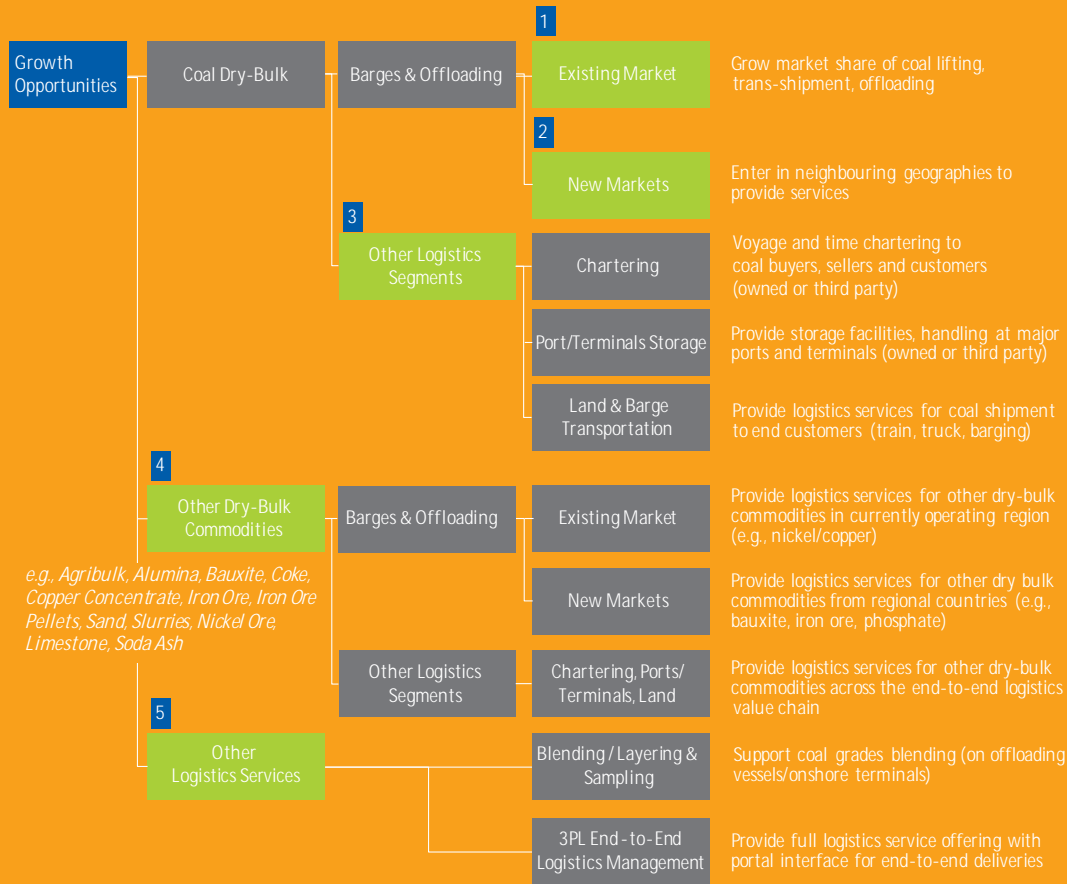 1
Growth
Opportunities
Coal Dry-Bulk
Barges & Offloading
Existing Market
Grow market share of coal lifting,
trans-shipment, offloading
2
New Markets
Enter in neighbouring geographies to
provide services
3
Other Logistics
Segments
Chartering
Voyage and time chartering to
coal buyers, sellers and customers
(owned or third party)
Port/Terminals Storage
Provide storage facilities, handling at major
ports and terminals (owned or third party)
Land & Barge
Transportation
Provide logistics services for coal shipment
to end customers (train, truck, barging)
4
Other Dry-Bulk
Commodities
Barges & Offloading
Existing Market
Provide logistics services for other dry-bulk
commodities in currently operating region
(e.g., nickel/copper)
e.g., Agribulk, Alumina, Bauxite, Coke,
Copper Concentrate, Iron Ore, Iron Ore
Pellets, Sand, Slurries, Nickel Ore,
Limestone, Soda Ash
New Markets
Provide logistics services for other dry bulk
commodities from regional countries (e.g.,
bauxite, iron ore, phosphate)
Other Logistics
Segments
Chartering, Ports/
Terminals, Land
Provide logistics services for other dry-bulk
commodities across the end-to-end logistics
value chain
5
Other
Logistics Services
Blending / Layering &
Sampling
Support coal grades blending (on offloading
vessels/onshore terminals)
3PL End-to-End
Logistics Management
Provide full logistics service offering with
portal interface for end-to-end deliveries